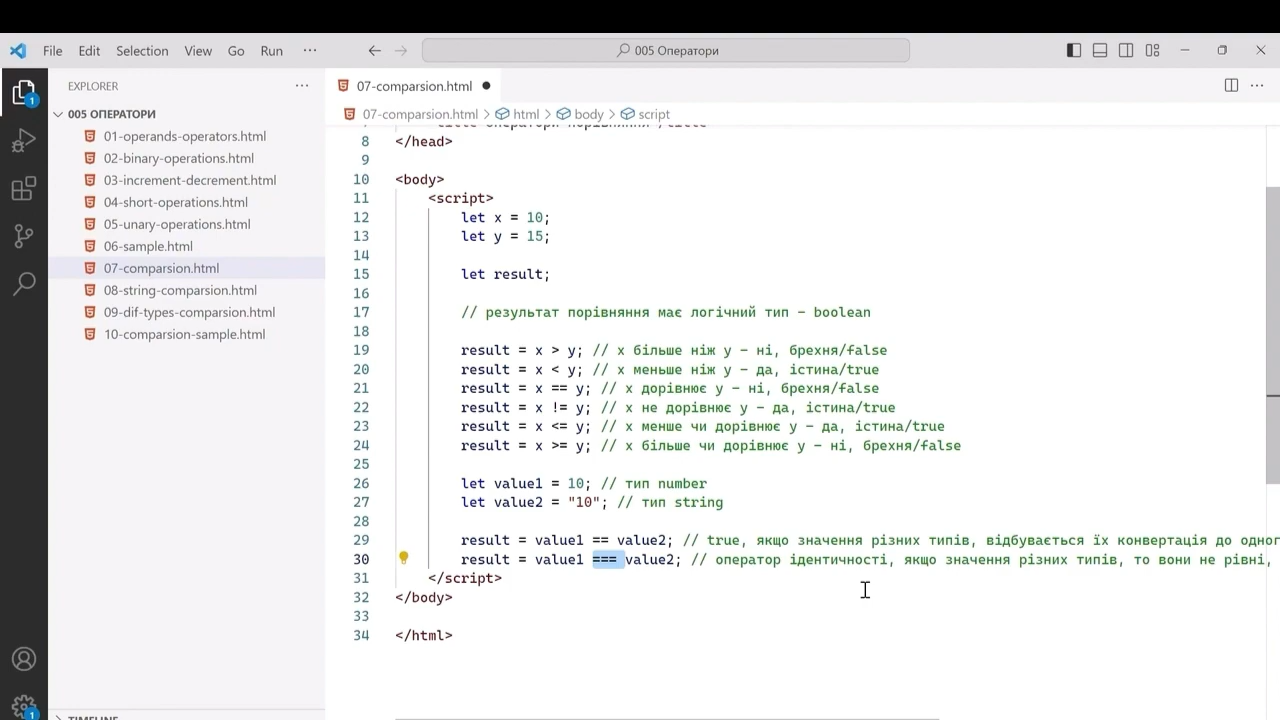 File Edit Selection View Go Run ··· 005 Оператори
EXPLORER ···
005 ОПЕРАТОРИ
01-operands-operators.html
02-binary-operations.html
03-increment-decrement.html
04-short-operations.html
05-unary-operations.html
06-sample.html
07-comparsion.html
08-string-comparsion.html
09-dif-types-comparsion.html
10-comparsion-sample.html
TIMELINE
1
1
07-comparsion.html
07-comparsion.html > html > body > script
8 </head>
9
10 <body>
11 <script>
12 let x = 10;
13 let y = 15;
14
15 let result;
16
17 // результат порівняння має логічний тип - boolean
18
19 result = x > y; // x більше ніж y - ні, брехня/false
20 result = x < y; // x меньше ніж y - да, істина/true
21 result = x == y; // x дорівнює y - ні, брехня/false
22 result = x != y; // x не дорівнює y - да, істина/true
23 result = x <= y; // x менше чи дорівнює y - да, істина/true
24 result = x >= y; // x більше чи дорівнює y - ні, брехня/false
25
26 let value1 = 10; // тип number
27 let value2 = "10"; // тип string
28
29 result = value1 == value2; // true, якщо значення різних типів, відбувається їх конвертація до одног
30 result = value1 === value2; // оператор ідентичності, якщо значення різних типів, то вони не рівні,
31 </script>
32 </body>
33
34 </html>